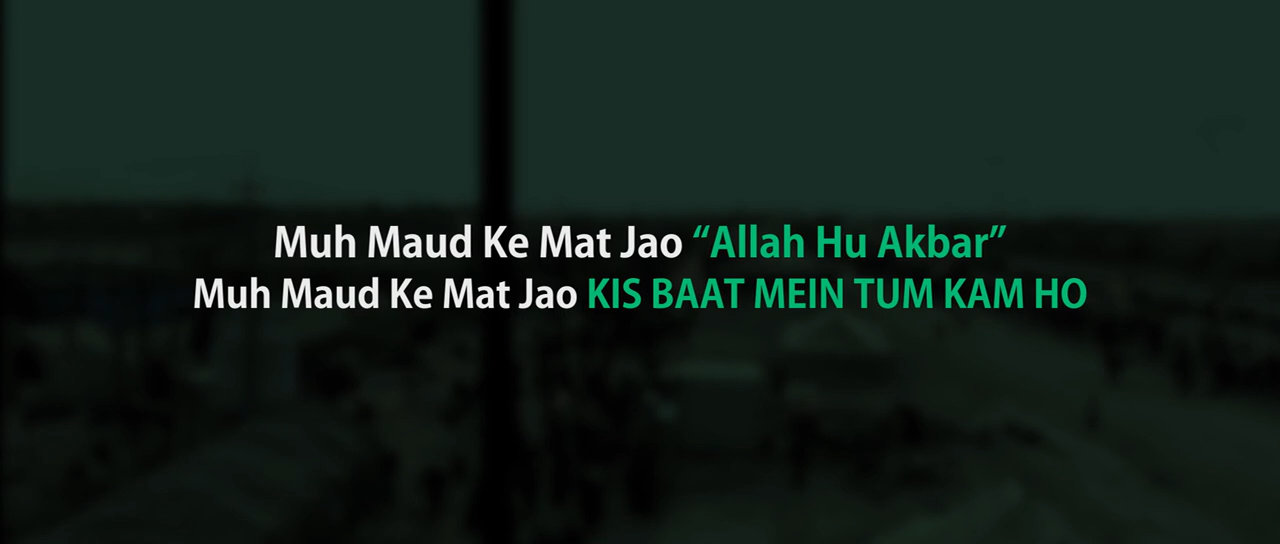 Muh Maud Ke Mat Jao “Allah Hu Akbar”
Muh Maud Ke Mat Jao KIS BAAT MEIN TUM KAM HO